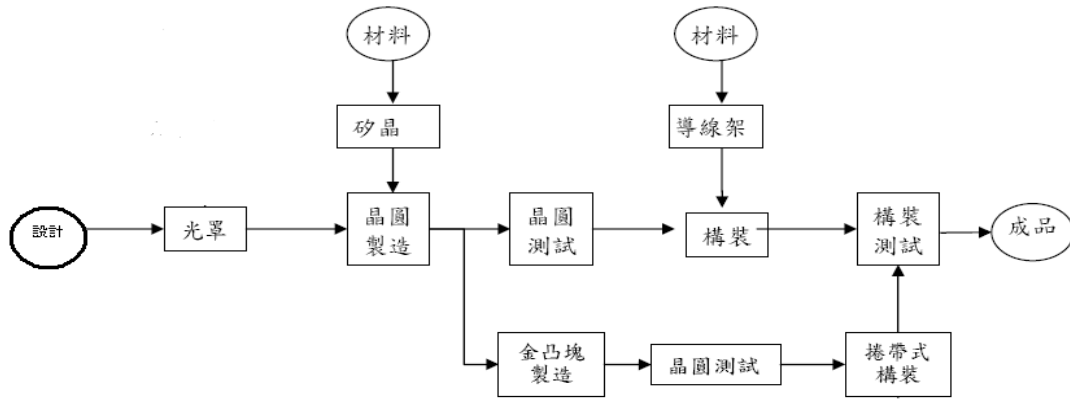 材料
材料
矽晶
導線架
設計
光罩
晶圓
製造
晶圓
測試
構裝
構裝
測試
成品
金凸塊
製造
晶圓測試
捲帶式
構裝